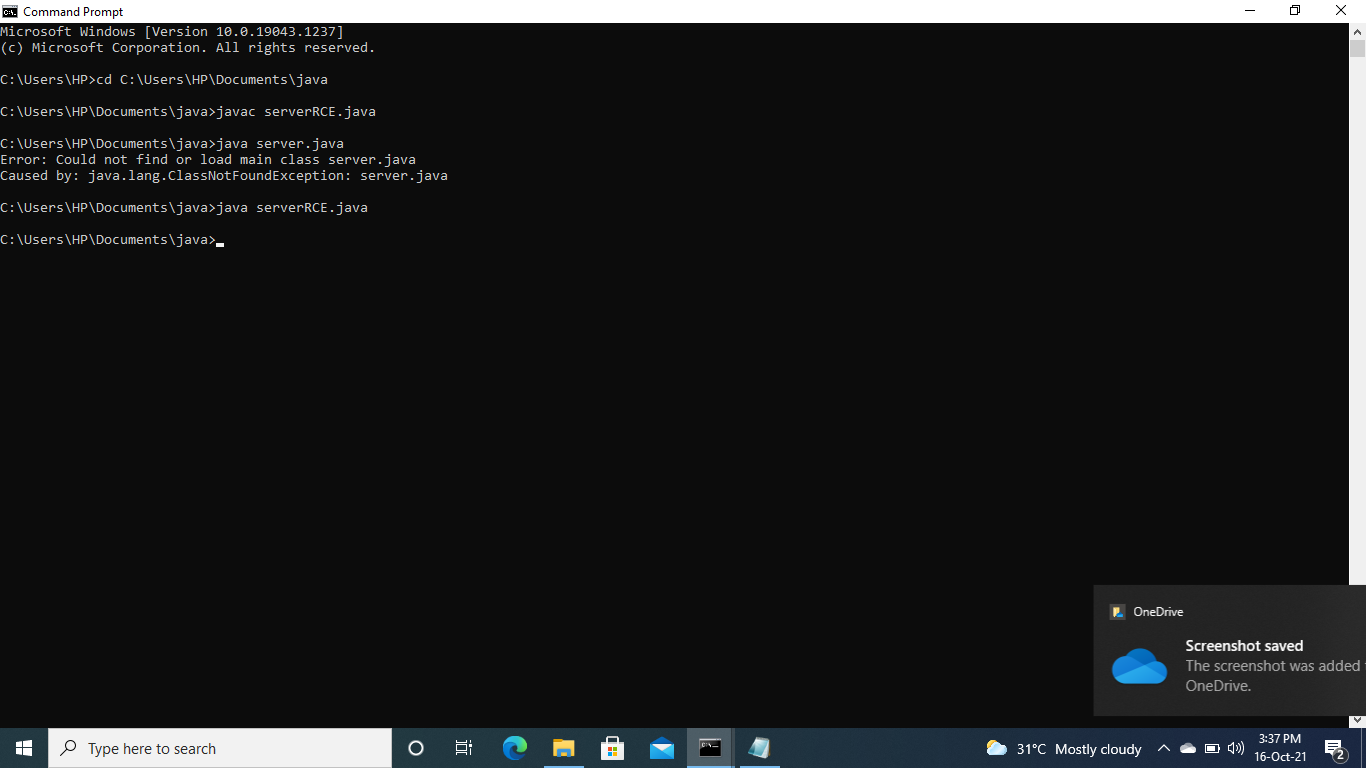 Command Prompt
Microsoft Windows [Version 10.0.19043.1237]
(c) Microsoft Corporation. All rights reserved.
C:\Users\HP>cd C:\Users\HP\Documents\java
C:\Users\HP\Documents\java>javac serverRCE.java
C:\Users\HP\Documents\java>java server.java
Error: Could not find or load main class server.java
Caused by: java.lang.ClassNotFoundException: server.java
C:\Users\HP\Documents\java>java serverRCE.java
C:\Users\HP\Documents\java>
OneDrive
Screenshot saved
The screenshot was added
OneDrive.
Type here to search
31°C Mostly cloudy
3:37 PM
16-Oct-21
2